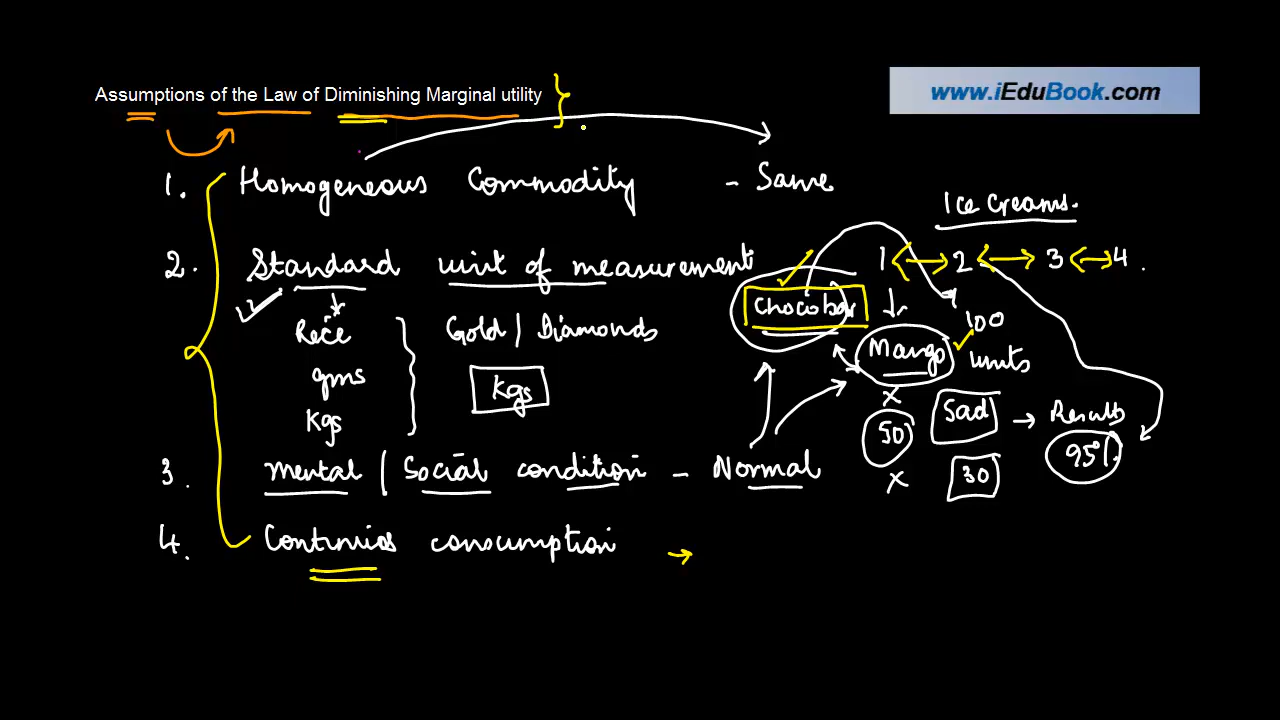 Assumptions of the Law of Diminishing Marginal utility
www.iEduBook.com
1. Homogeneous Commodity - Same
Ice Creams.
1 2 3 4.
2. Standard unit of measurement
Chocobar
100 units
Rice
gms
Kgs
Gold / Diamonds
Kgs
Mango
x
50
x
Sad → Results
95%
30
3. Mental / Social condition - Normal
4. Continuios consumption →